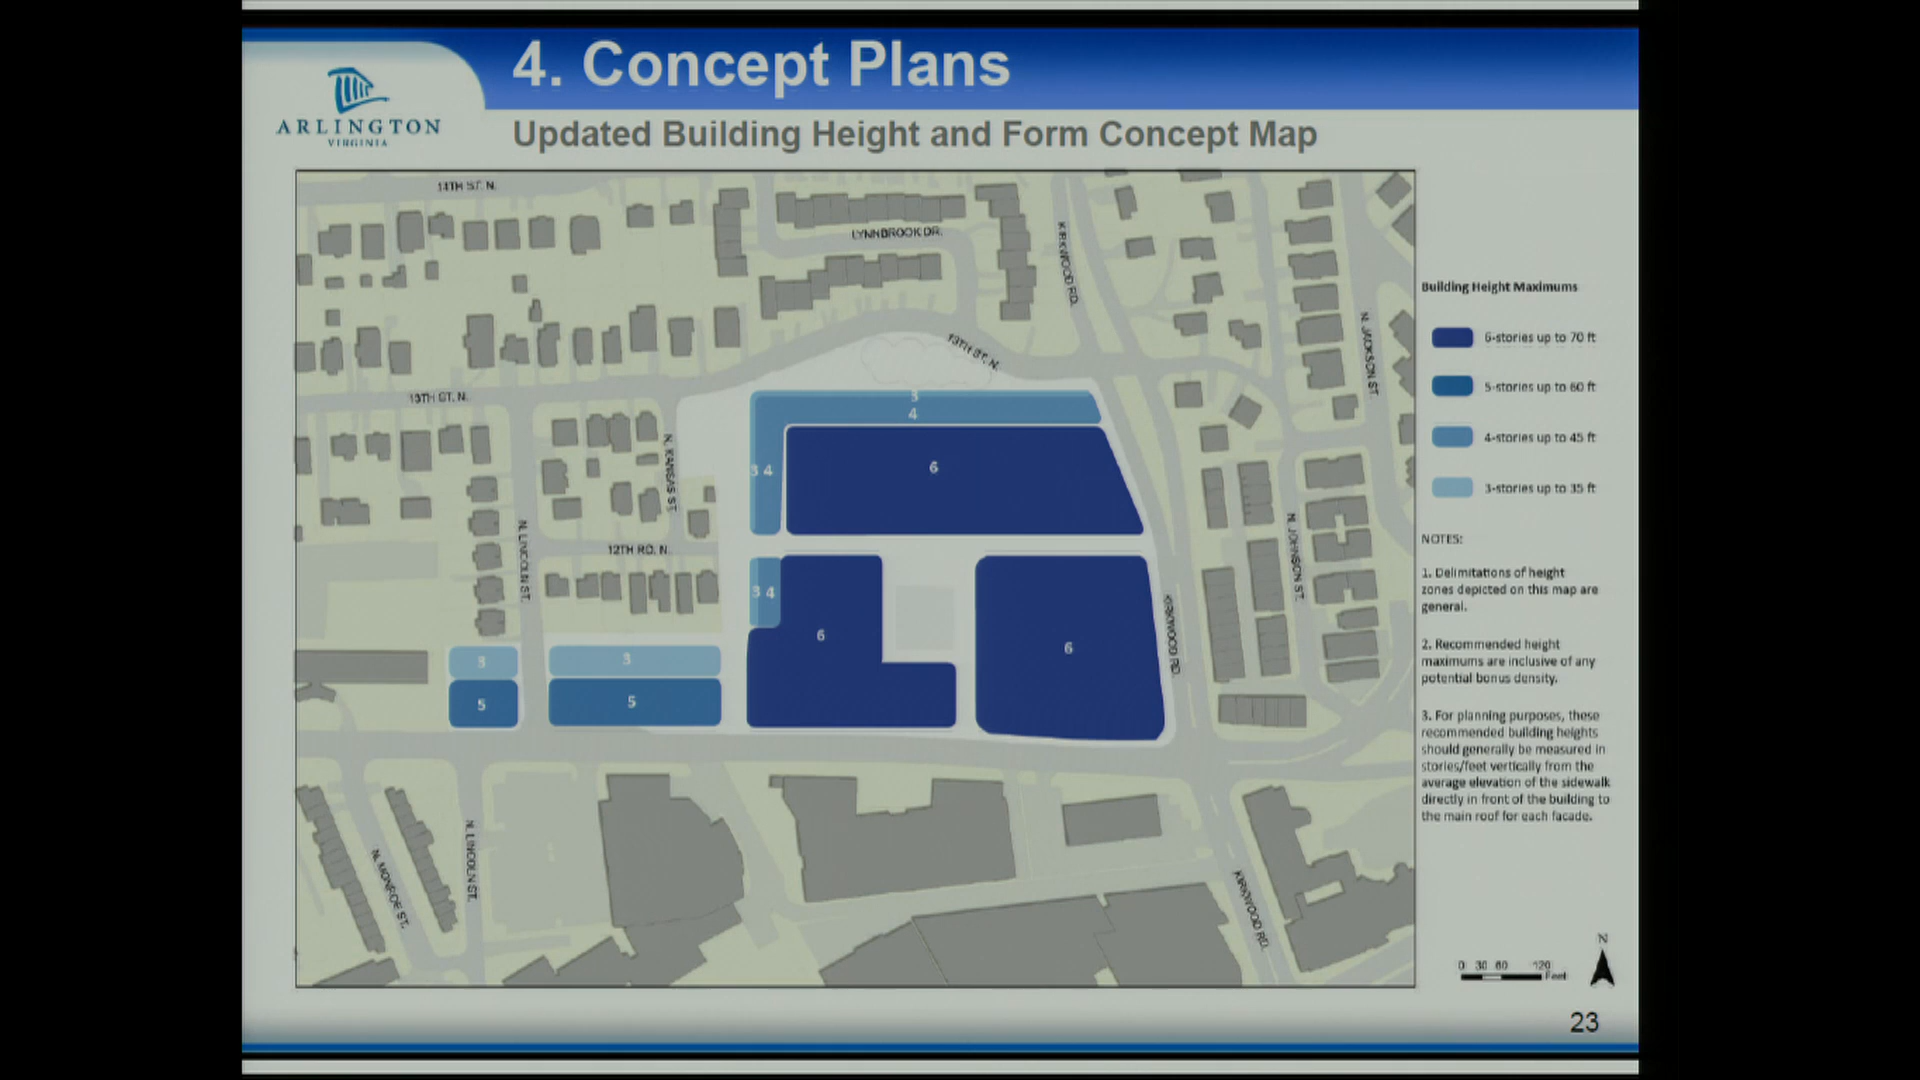 4. Concept Plans
ARLINGTON
VIRGINIA
Updated Building Height and Form Concept Map
14TH ST. N.
LYNNBROOK DR.
KIRKWOOD RD.
13TH ST. N.
N. JACKSON ST.
13TH ST. N.
N. KANSAS ST.
12TH RD. N.
N. LINCOLN ST.
N. JOHNSON ST.
KIRKWOOD RD
3
4
3 4
6
3 4
6
6
3
3
5
5
N. MONROE ST.
N. LINCOLN ST.
KIRKWOOD RD.
Building Height Maximums
6-stories up to 70 ft
5-stories up to 60 ft
4-stories up to 45 ft
3-stories up to 35 ft
NOTES:
1. Delimitations of height
zones depicted on this map are
general.
2. Recommended height
maximums are inclusive of any
potential bonus density.
3. For planning purposes, these
recommended building heights
should generally be measured in
stories/feet vertically from the
average elevation of the sidewalk
directly in front of the building to
the main roof for each facade.
N
0 30 60 120
Feet
23